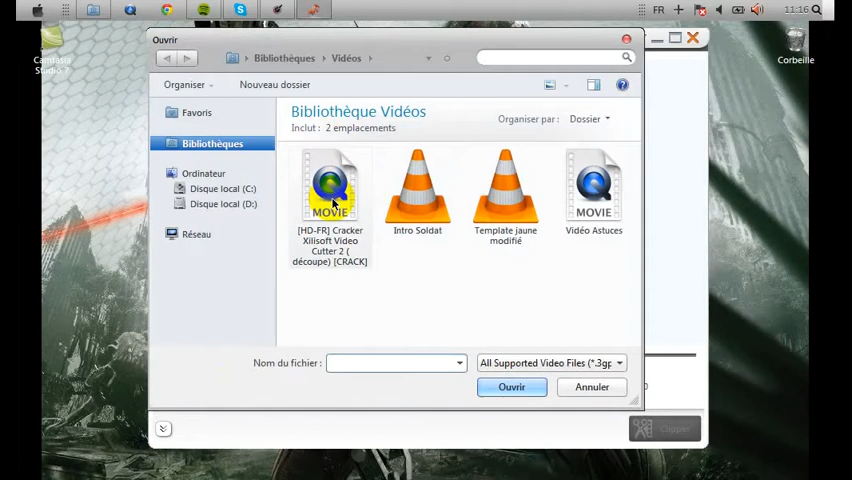 FR
11:16
Camtasia
Studio 7
Corbeille
Ouvrir
Bibliothèques
Vidéos
Organiser
Nouveau dossier
Favoris
Bibliothèques
Ordinateur
Disque local (C:)
Disque local (D:)
Réseau
Bibliothèque Vidéos
Inclut : 2 emplacements
Organiser par :
Dossier
MOVIE
[HD-FR] Cracker
Xilisoft Video
Cutter 2 (
découpe) [CRACK]
Intro Soldat
Template jaune
modifié
MOVIE
Vidéo Astuces
Nom du fichier :
All Supported Video Files (*.3gp
Ouvrir
Annuler
Clipper